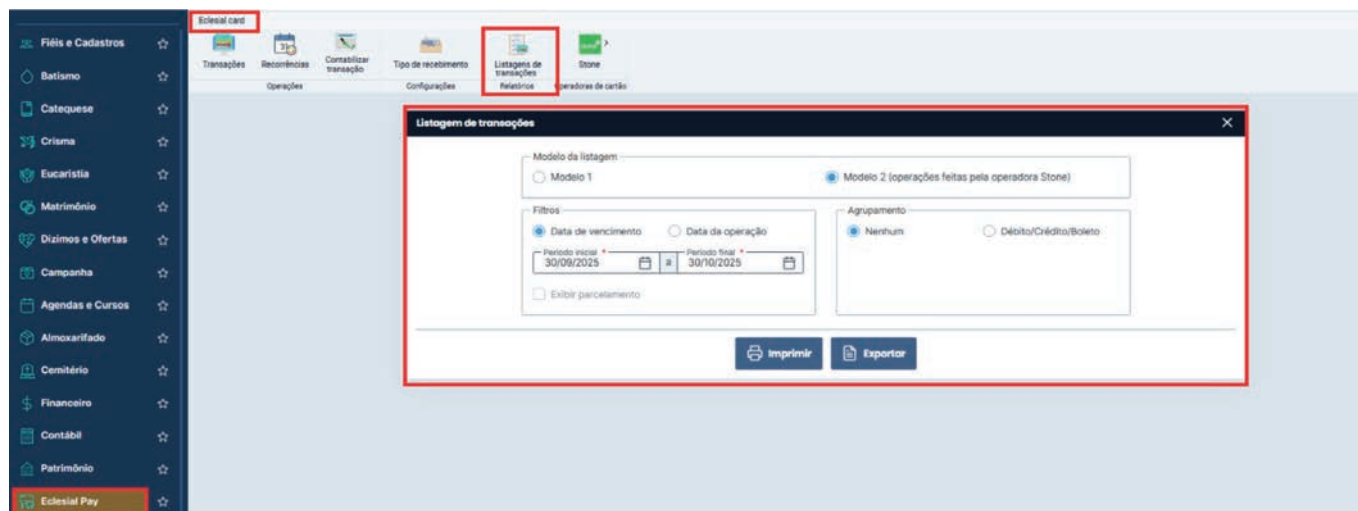 Eclesial card
Fiéis e Cadastros
Batismo
Catequese
Crisma
Eucaristia
Matrimônio
Dízimos e Ofertas
Campanha
Agendas e Cursos
Almoxarifado
Cemitério
Financeiro
Contábil
Patrimônio
Eclesial Pay
Transações
Recorrências
Contabilizar
transação
Tipo de recebimento
Listagens de
transações
Stone
Operações
Configurações
Relatórios
Operadoras de cartão
Listagem de transações
Modelo da listagem
Modelo 1
Modelo 2 (operações feitas pela operadora Stone)
Filtros
Data de vencimento
Data da operação
Período inicial *
30/09/2025
a
Período final *
30/10/2025
Exibir parcelamento
Agrupamento
Nenhum
Débito/Crédito/Boleto
Imprimir
Exportar